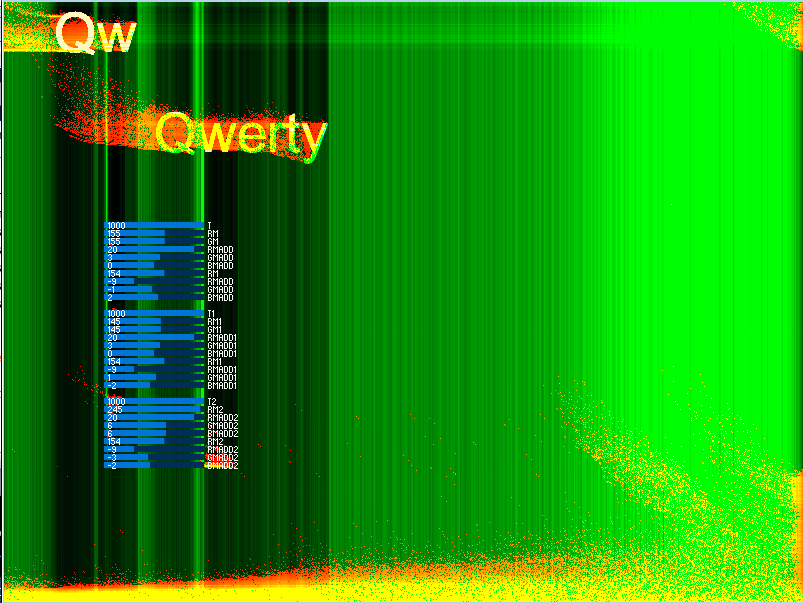 Qw
Qwerty
1000 T
155 RM
155 GM
20 RMADD
3 GMADD
0 BMADD
154 RM
-9 RMADD
-1 GMADD
2 BMADD
1000 T1
145 RM1
145 GM1
20 RMADD1
3 GMADD1
0 BMADD1
154 RM1
-9 RMADD1
1 GMADD1
-2 BMADD1
1000 T2
245 RM2
20 RMADD2
6 GMADD2
6 BMADD2
154 RM2
-9 RMADD2
-3 GMADD2
-2 BMADD2